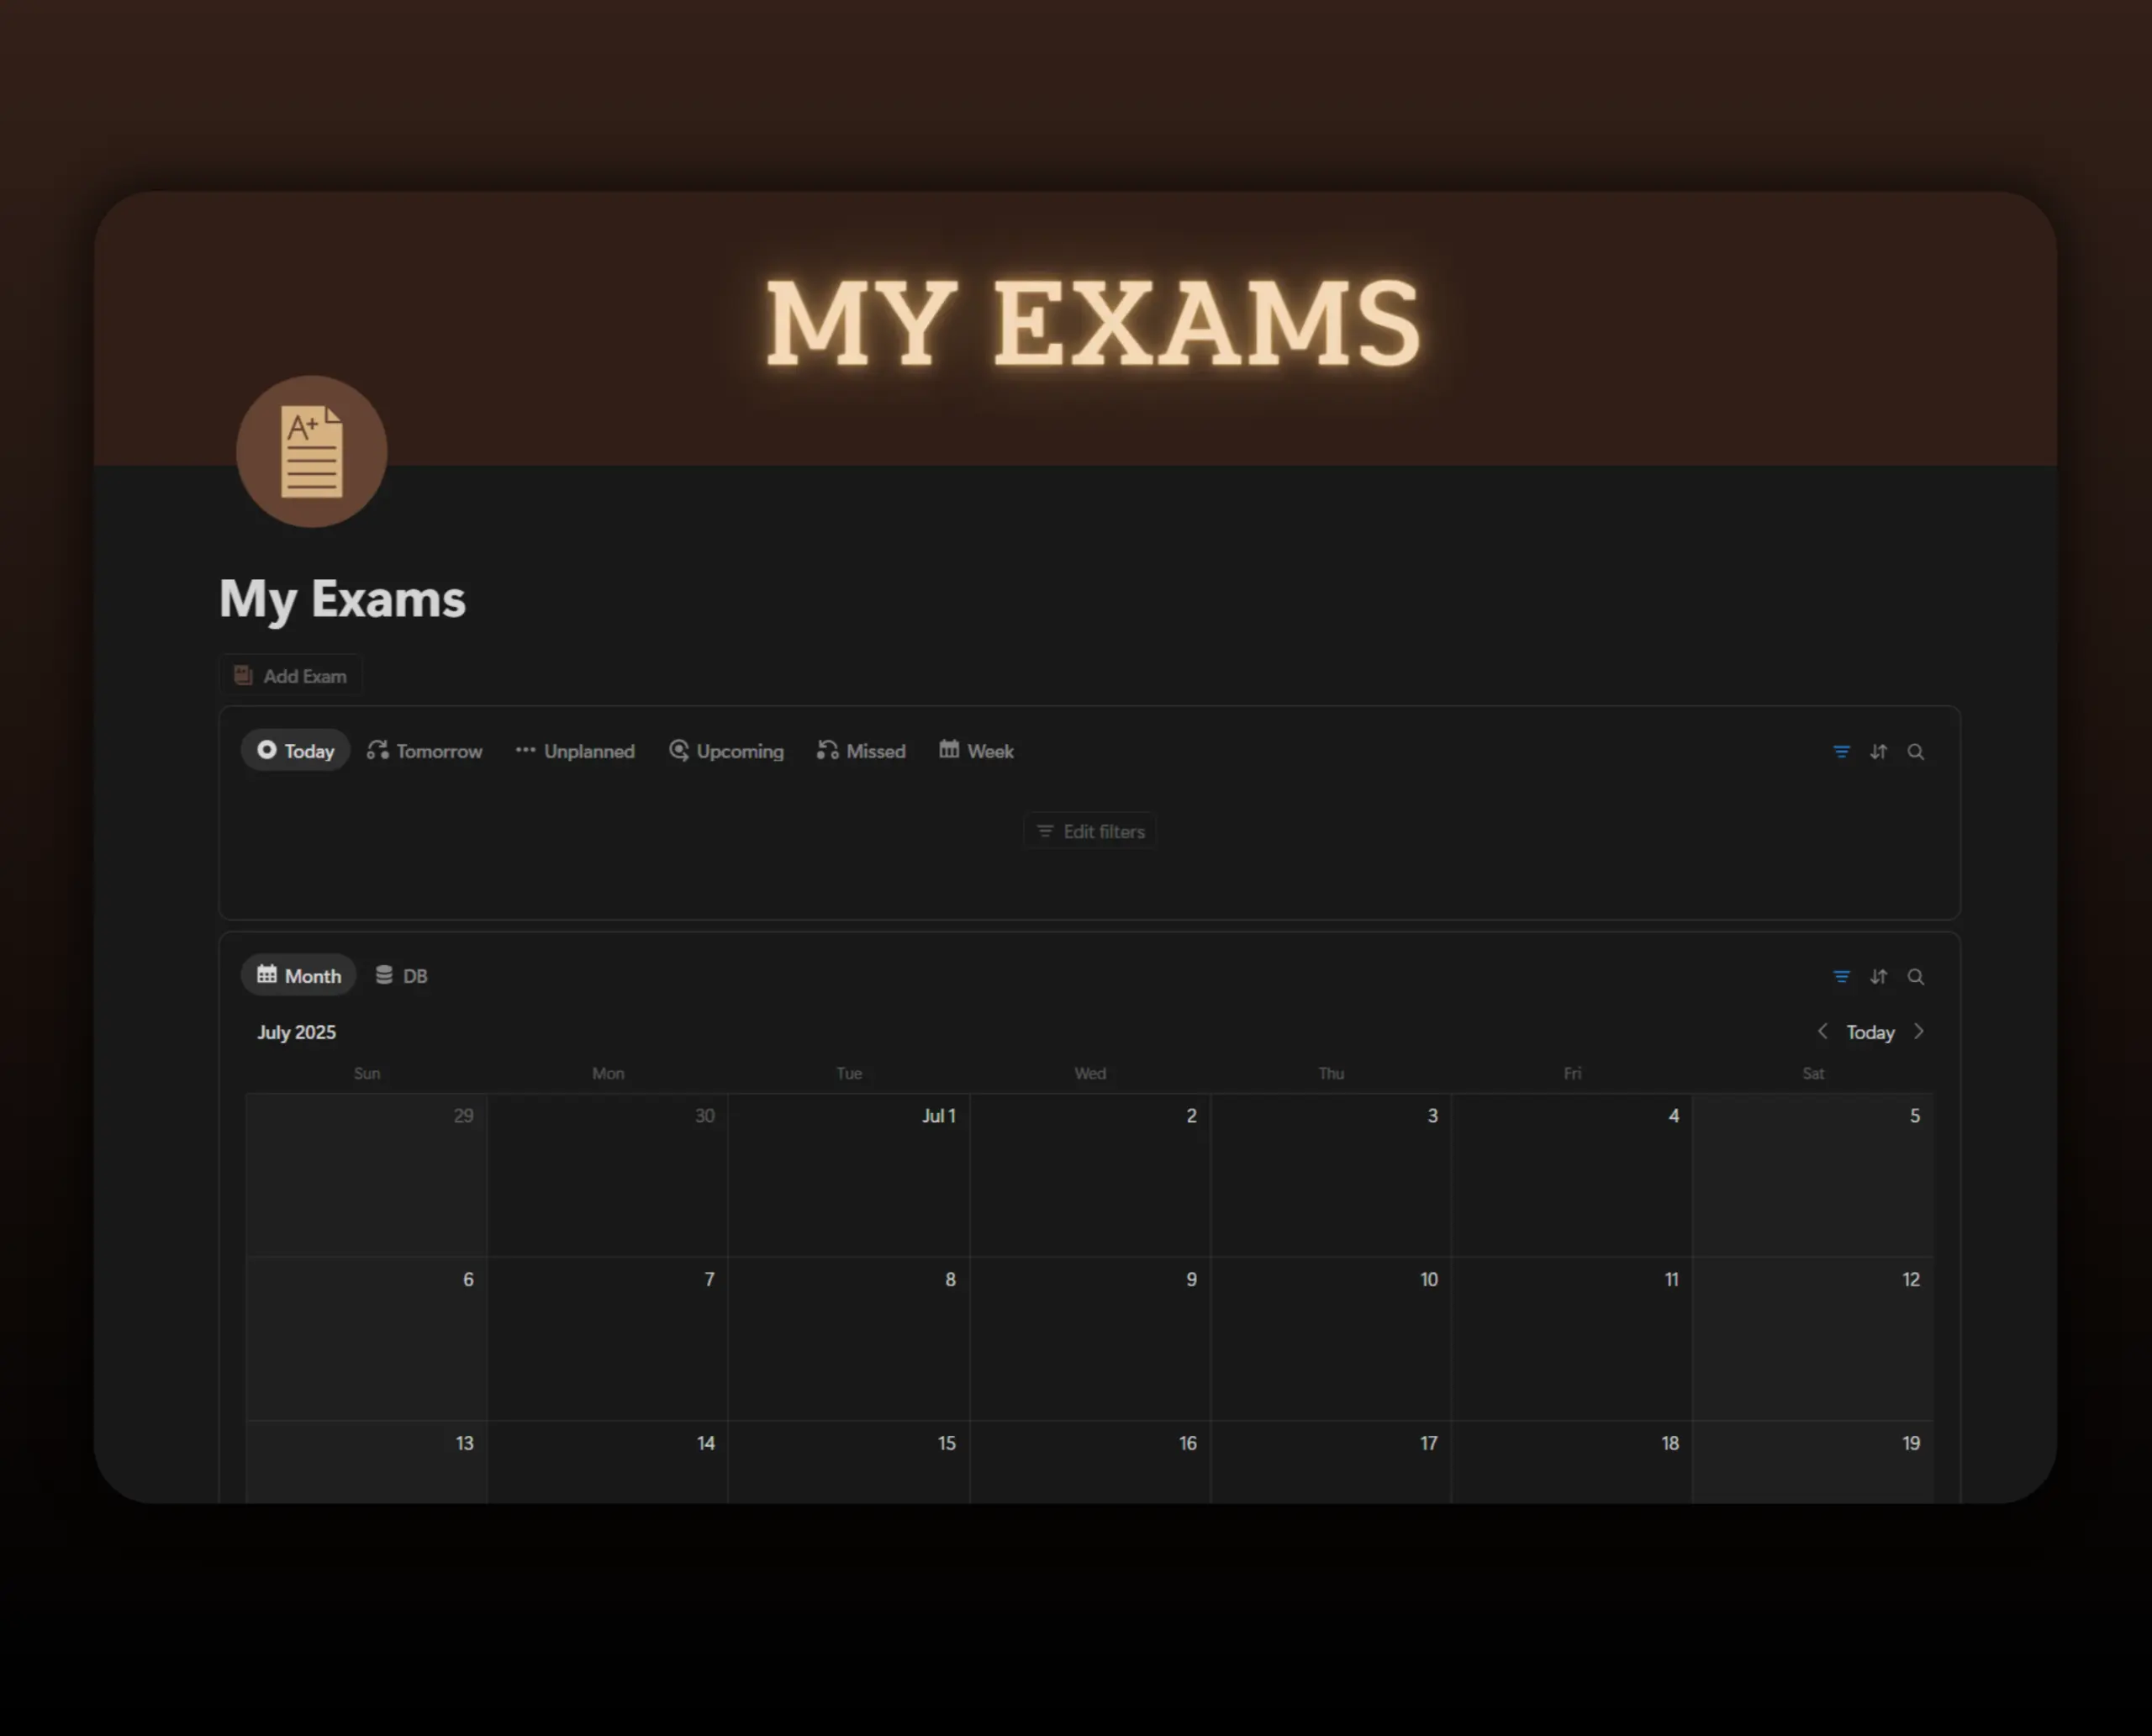 MY EXAMS
A+
My Exams
Add Exam
Today Tomorrow Unplanned Upcoming Missed Week
Edit filters
Month DB
July 2025 Today
Sun Mon Tue Wed Thu Fri Sat
29 30 Jul 1 2 3 4 5
6 7 8 9 10 11 12
13 14 15 16 17 18 19